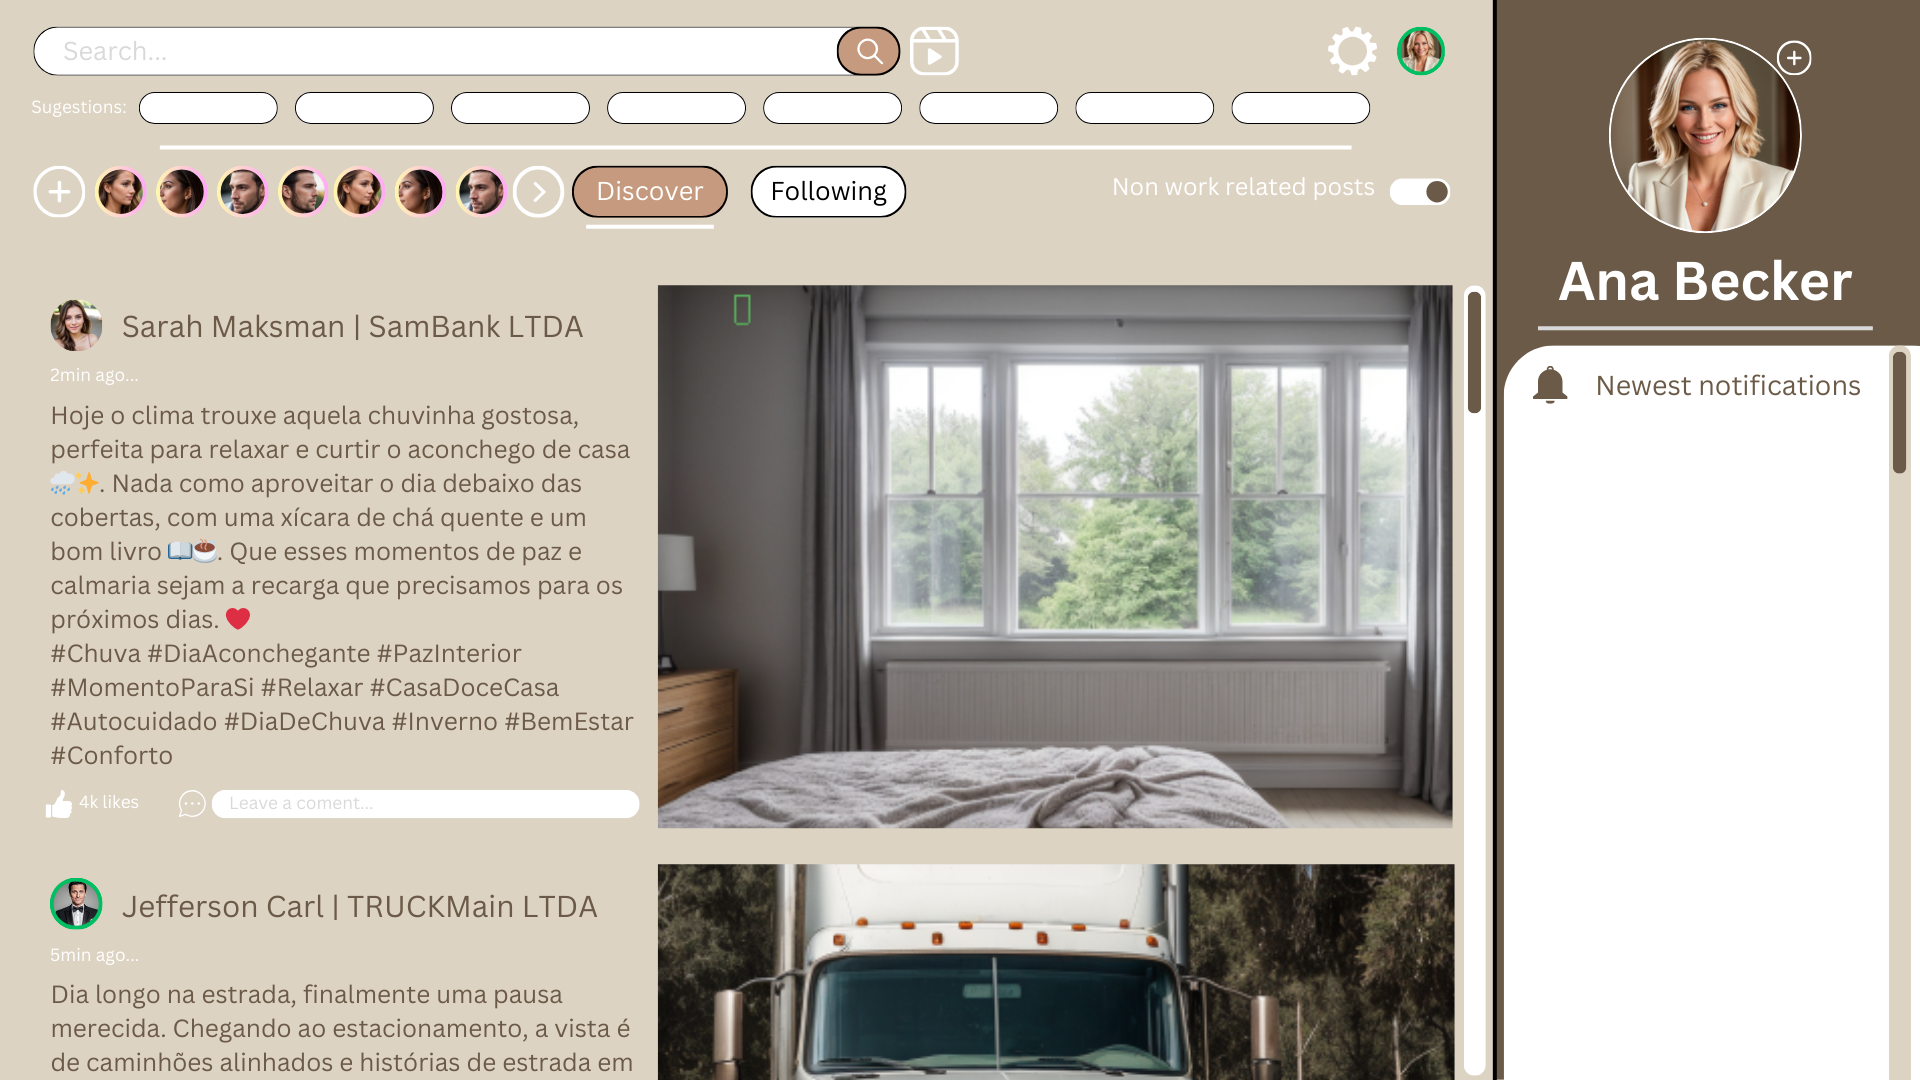 Search...
Sugestions:
Discover
Following
Non work related posts
Ana Becker
Newest notifications
Sarah Maksman | SamBank LTDA
2min ago...
Hoje o clima trouxe aquela chuvinha gostosa,
perfeita para relaxar e curtir o aconchego de casa
🌧️✨. Nada como aproveitar o dia debaixo das
cobertas, com uma xícara de chá quente e um
bom livro 📖☕. Que esses momentos de paz e
calmaria sejam a recarga que precisamos para os
próximos dias. ❤️
#Chuva #DiaAconchegante #PazInterior
#MomentoParaSi #Relaxar #CasaDoceCasa
#Autocuidado #DiaDeChuva #Inverno #BemEstar
#Conforto
4k likes
Leave a coment...
Jefferson Carl | TRUCKMain LTDA
5min ago...
Dia longo na estrada, finalmente uma pausa
merecida. Chegando ao estacionamento, a vista é
de caminhões alinhados e histórias de estrada em